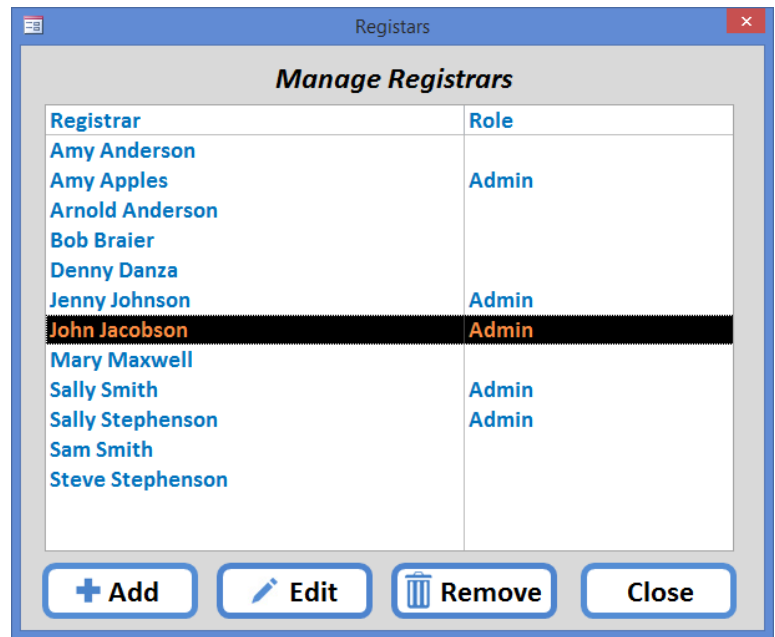 Registars
Manage Registrars
Registrar Role
Amy Anderson
Amy Apples Admin
Arnold Anderson
Bob Braier
Denny Danza
Jenny Johnson Admin
John Jacobson Admin
Mary Maxwell
Sally Smith Admin
Sally Stephenson Admin
Sam Smith
Steve Stephenson
Add Edit Remove Close